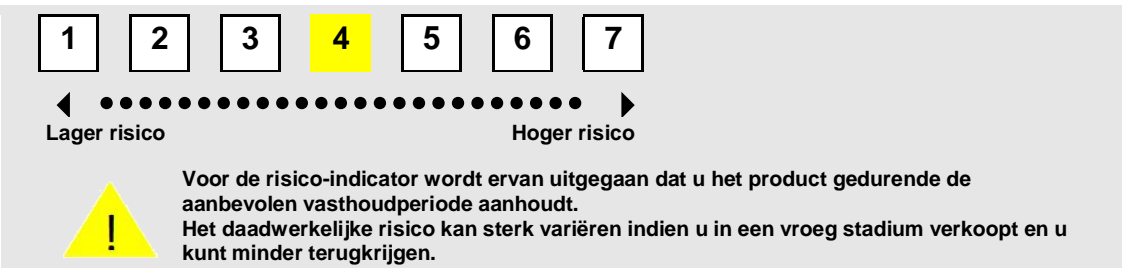 1 2 3 4 5 6 7
Lager risico Hoger risico
Voor de risico-indicator wordt ervan uitgegaan dat u het product gedurende de
aanbevolen vasthoudperiode aanhoudt.
Het daadwerkelijke risico kan sterk variëren indien u in een vroeg stadium verkoopt en u
kunt minder terugkrijgen.
!